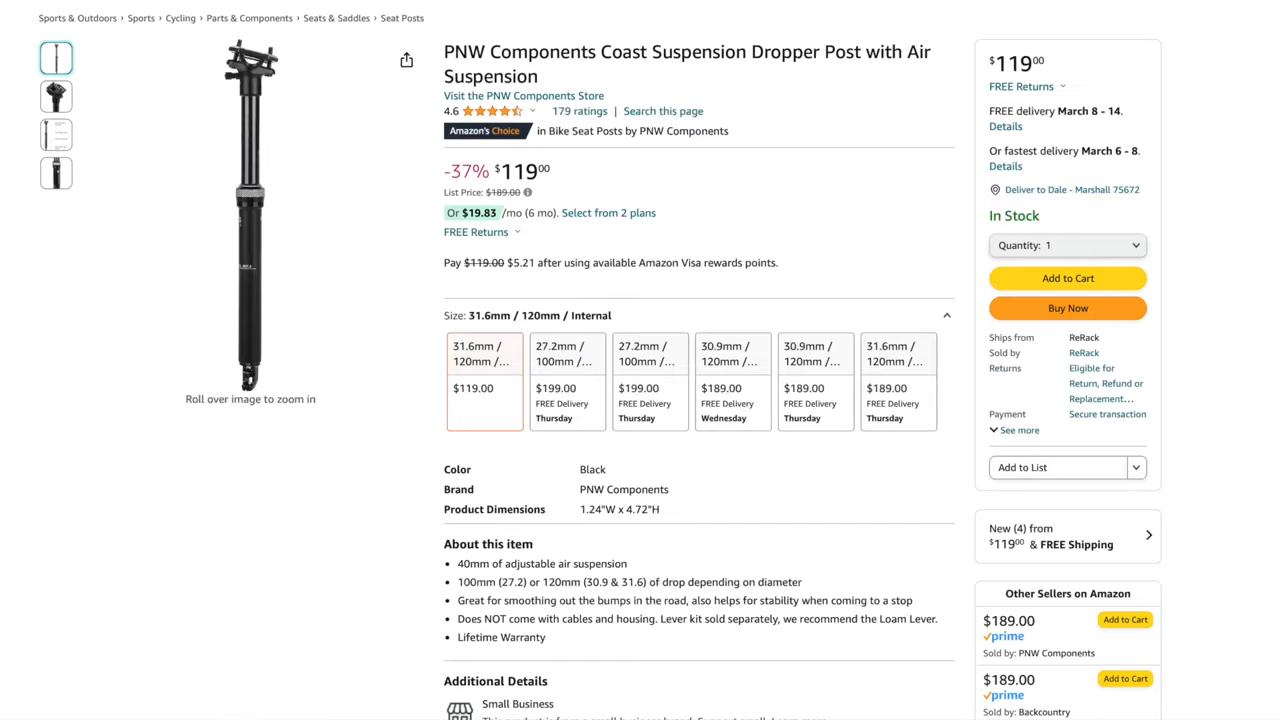 Sports & Outdoors › Sports › Cycling › Parts & Components › Seats & Saddles › Seat Posts
PNW Components Coast Suspension Dropper Post with Air
Suspension
Visit the PNW Components Store
4.6 179 ratings | Search this page
Amazon's Choice in Bike Seat Posts by PNW Components
-37% $11900
List Price: $189.00
Or $19.83 /mo (6 mo). Select from 2 plans
FREE Returns
Pay $119.00 $5.21 after using available Amazon Visa rewards points.
Size: 31.6mm / 120mm / Internal
31.6mm /
120mm /...
$119.00
27.2mm /
100mm /...
$199.00
FREE Delivery
Thursday
27.2mm /
100mm /...
$199.00
FREE Delivery
Thursday
30.9mm /
120mm /...
$189.00
FREE Delivery
Wednesday
30.9mm /
120mm /...
$189.00
FREE Delivery
Thursday
31.6mm /
120mm /...
$189.00
FREE Delivery
Thursday
Roll over image to zoom in
Color Black
Brand PNW Components
Product Dimensions 1.24"W x 4.72"H
About this item
• 40mm of adjustable air suspension
• 100mm (27.2) or 120mm (30.9 & 31.6) of drop depending on diameter
• Great for smoothing out the bumps in the road, also helps for stability when coming to a stop
• Does NOT come with cables and housing. Lever kit sold separately, we recommend the Loam Lever.
• Lifetime Warranty
Additional Details
Small Business
This product is from a small business brand. Support small. Learn more
$11900
FREE Returns
FREE delivery March 8 - 14.
Details
Or fastest delivery March 6 - 8.
Details
Deliver to Dale - Marshall 75672
In Stock
Quantity: 1
Add to Cart
Buy Now
Ships from ReRack
Sold by ReRack
Returns Eligible for
Return, Refund or
Replacement...
Payment Secure transaction
See more
Add to List
New (4) from
$11900 & FREE Shipping
Other Sellers on Amazon
$189.00 Add to Cart
prime
Sold by: PNW Components
$189.00 Add to Cart
prime
Sold by: Backcountry